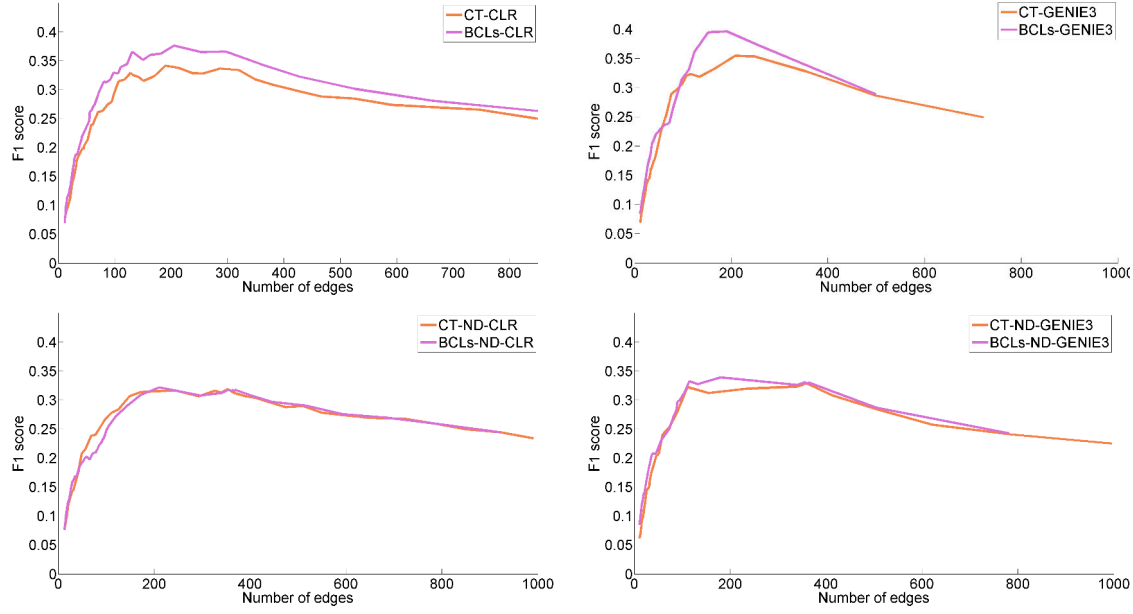 CT-CLR
BCLs-CLR
F1 score
0.4
0.35
0.3
0.25
0.2
0.15
0.1
0.05
0
0 100 200 300 400 500 600 700 800
Number of edges
CT-GENIE3
BCLs-GENIE3
F1 score
0.4
0.35
0.3
0.25
0.2
0.15
0.1
0.05
0
0 200 400 600 800 1000
Number of edges
CT-ND-CLR
BCLs-ND-CLR
F1 score
0.4
0.35
0.3
0.25
0.2
0.15
0.1
0.05
0
0 200 400 600 800 1000
Number of edges
CT-ND-GENIE3
BCLs-ND-GENIE3
F1 score
0.4
0.35
0.3
0.25
0.2
0.15
0.1
0.05
0
0 200 400 600 800 1000
Number of edges